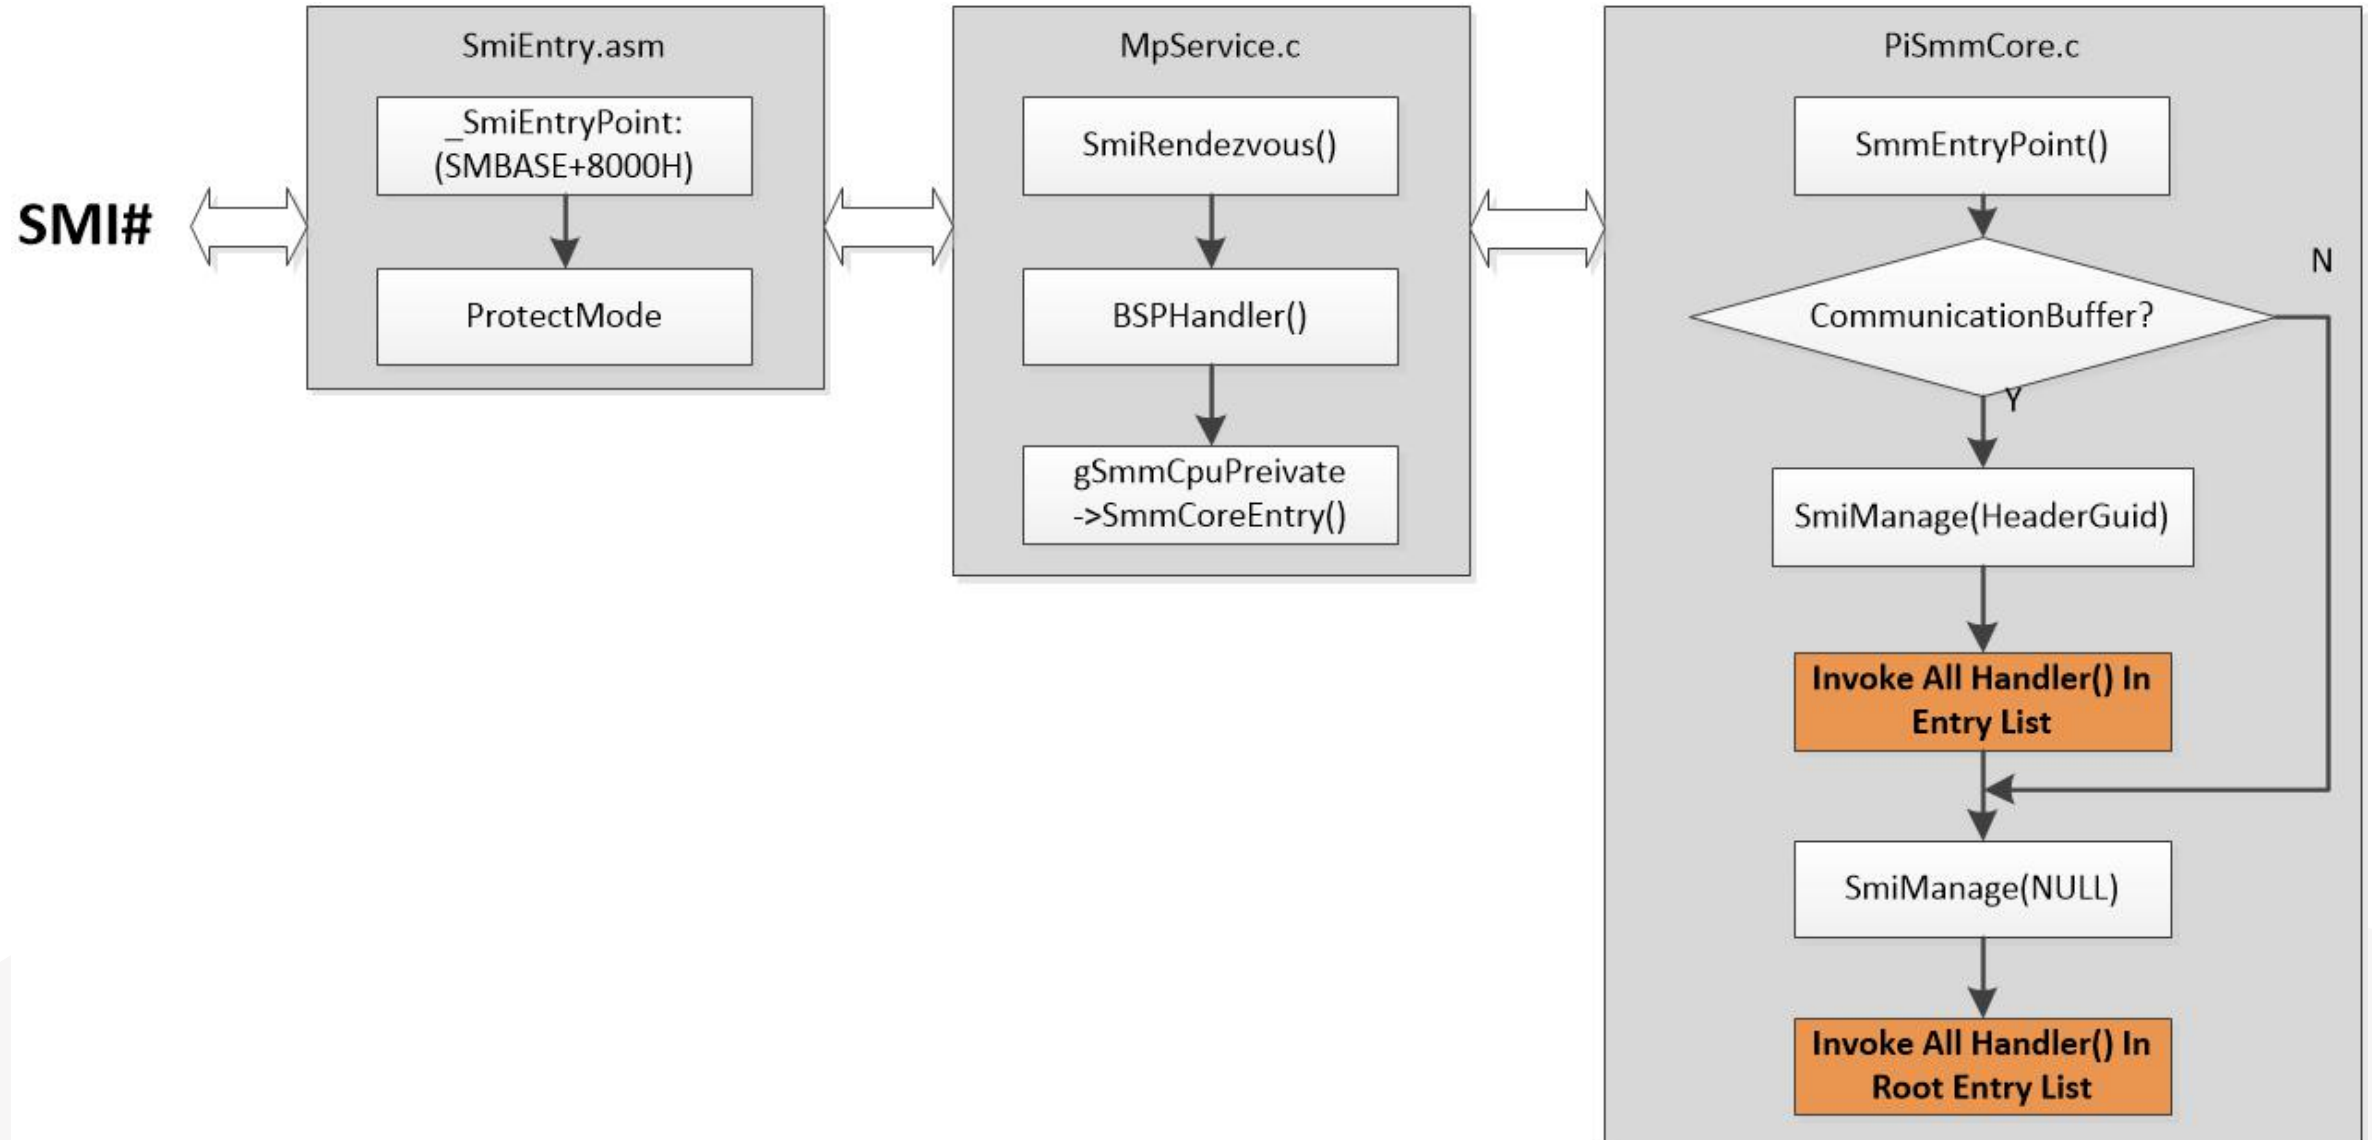 SMI#
SmiEntry.asm
_SmiEntryPoint:
(SMBASE+8000H)
ProtectMode
MpService.c
SmiRendezvous()
BSPHandler()
gSmmCpuPreivate
->SmmCoreEntry()
PiSmmCore.c
SmmEntryPoint()
CommunicationBuffer?
N
Y
SmiManage(HeaderGuid)
Invoke All Handler() In
Entry List
SmiManage(NULL)
Invoke All Handler() In
Root Entry List